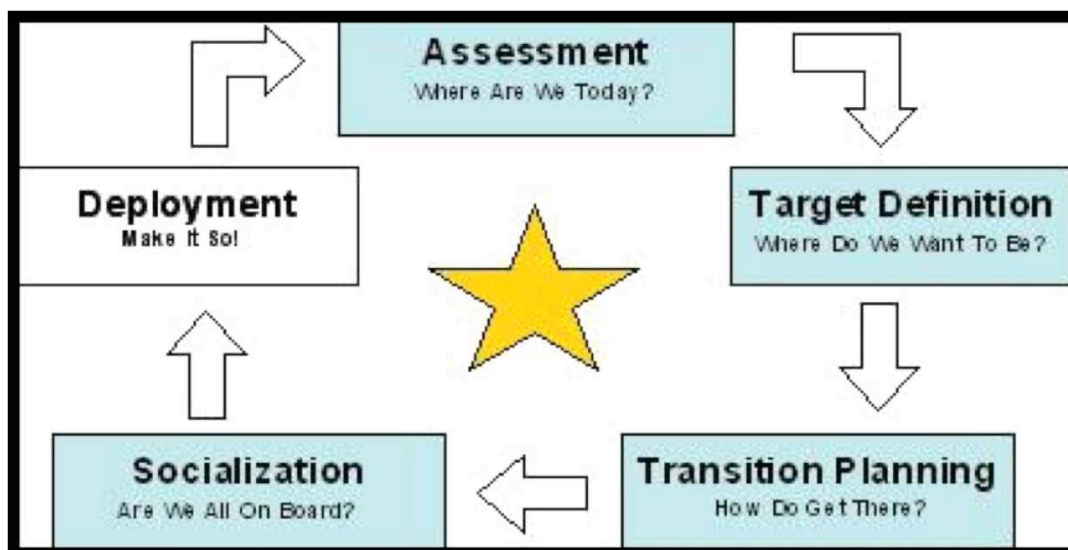 Assessment
Where Are We Today?
Target Definition
Where Do We Want To Be?
Transition Planning
How Do Get There?
Socialization
Are We All On Board?
Deployment
Make It So!